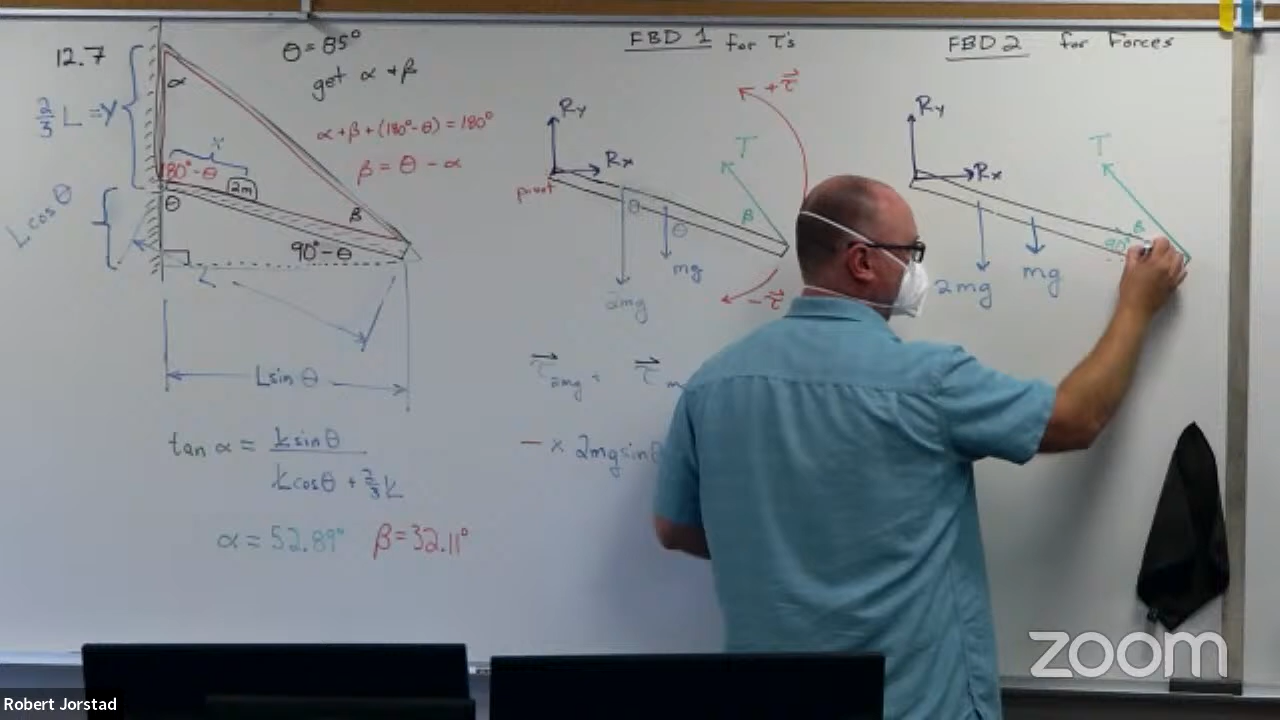 12.7
2/3 L = y
L cos θ
α
x
180° - θ
2m
θ
β
90° - θ
L
L sin θ
θ = 85°
get α + β
α + β + (180° - θ) = 180°
β = θ - α
tan α = L sin θ / L cos θ + 2/3 L
α = 52.89° β = 32.11°
FBD 1 for τ's
Ry
Rx
pivot
+τ
T
θ
θ
β
mg
2mg
-τ
τ2mg + τm
- x 2mg sin θ
FBD 2 for Forces
Ry
Rx
T
β
90°
2mg
mg
zoom
Robert Jorstad